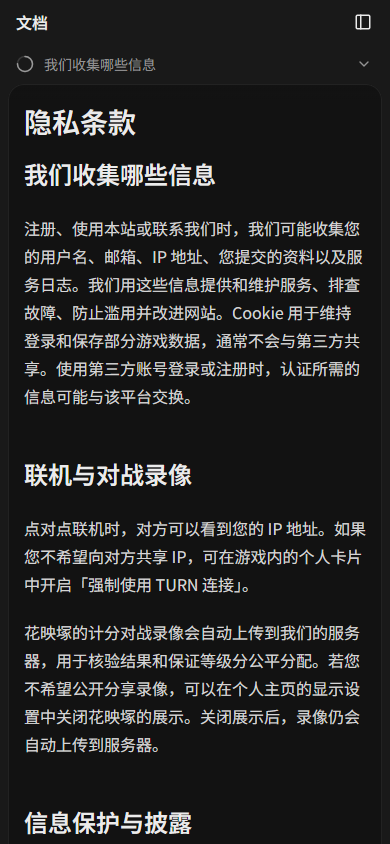 文档
我们收集哪些信息
隐私条款
我们收集哪些信息
注册、使用本站或联系我们时，我们可能收集您
的用户名、邮箱、IP 地址、您提交的资料以及服
务日志。我们用这些信息提供和维护服务、排查
故障、防止滥用并改进网站。Cookie 用于维持
登录和保存部分游戏数据，通常不会与第三方共
享。使用第三方账号登录或注册时，认证所需的
信息可能与该平台交换。
联机与对战录像
点对点联机时，对方可以看到您的 IP 地址。如果
您不希望向对方共享 IP，可在游戏内的个人卡片
中开启「强制使用 TURN 连接」。
花映塚的计分对战录像会自动上传到我们的服务
器，用于核验结果和保证等级分公平分配。若您
不希望公开分享录像，可以在个人主页的显示设
置中关闭花映塚的展示。关闭展示后，录像仍会
自动上传到服务器。
信息保护与披露